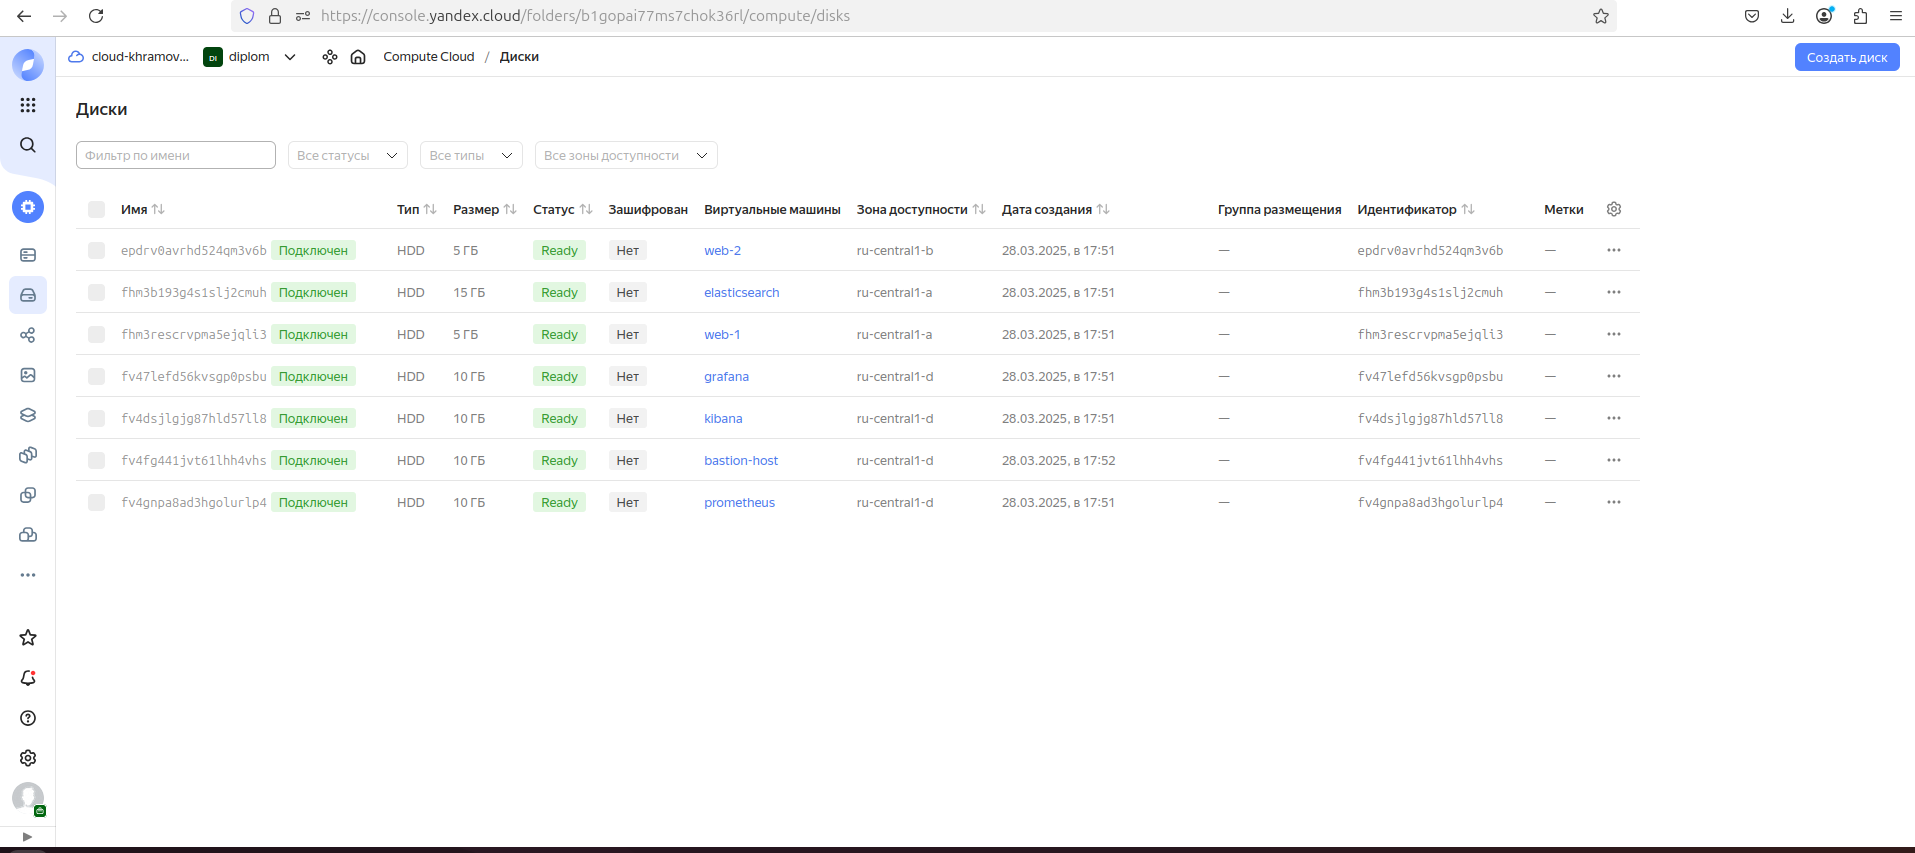 https://console.yandex.cloud/folders/b1gopai77ms7chok36rl/compute/disks
cloud-khramov... DI diplom Compute Cloud / Диски Создать диск
Диски
Фильтр по имени Все статусы Все типы Все зоны доступности
Имя Тип Размер Статус Зашифрован Виртуальные машины Зона доступности Дата создания Группа размещения Идентификатор Метки
epdrv0avrhd524qm3v6b Подключен HDD 5 ГБ Ready Нет web-2 ru-central1-b 28.03.2025, в 17:51 — epdrv0avrhd524qm3v6b —
fhm3b193g4s1slj2cmuh Подключен HDD 15 ГБ Ready Нет elasticsearch ru-central1-a 28.03.2025, в 17:51 — fhm3b193g4s1slj2cmuh —
fhm3rescrvpma5ejqli3 Подключен HDD 5 ГБ Ready Нет web-1 ru-central1-a 28.03.2025, в 17:51 — fhm3rescrvpma5ejqli3 —
fv47lefd56kvsgp0psbu Подключен HDD 10 ГБ Ready Нет grafana ru-central1-d 28.03.2025, в 17:51 — fv47lefd56kvsgp0psbu —
fv4dsjlgjg87hld57ll8 Подключен HDD 10 ГБ Ready Нет kibana ru-central1-d 28.03.2025, в 17:51 — fv4dsjlgjg87hld57ll8 —
fv4fg441jvt61lhh4vhs Подключен HDD 10 ГБ Ready Нет bastion-host ru-central1-d 28.03.2025, в 17:52 — fv4fg441jvt61lhh4vhs —
fv4gnpa8ad3hgolurlp4 Подключен HDD 10 ГБ Ready Нет prometheus ru-central1-d 28.03.2025, в 17:51 — fv4gnpa8ad3hgolurlp4 —